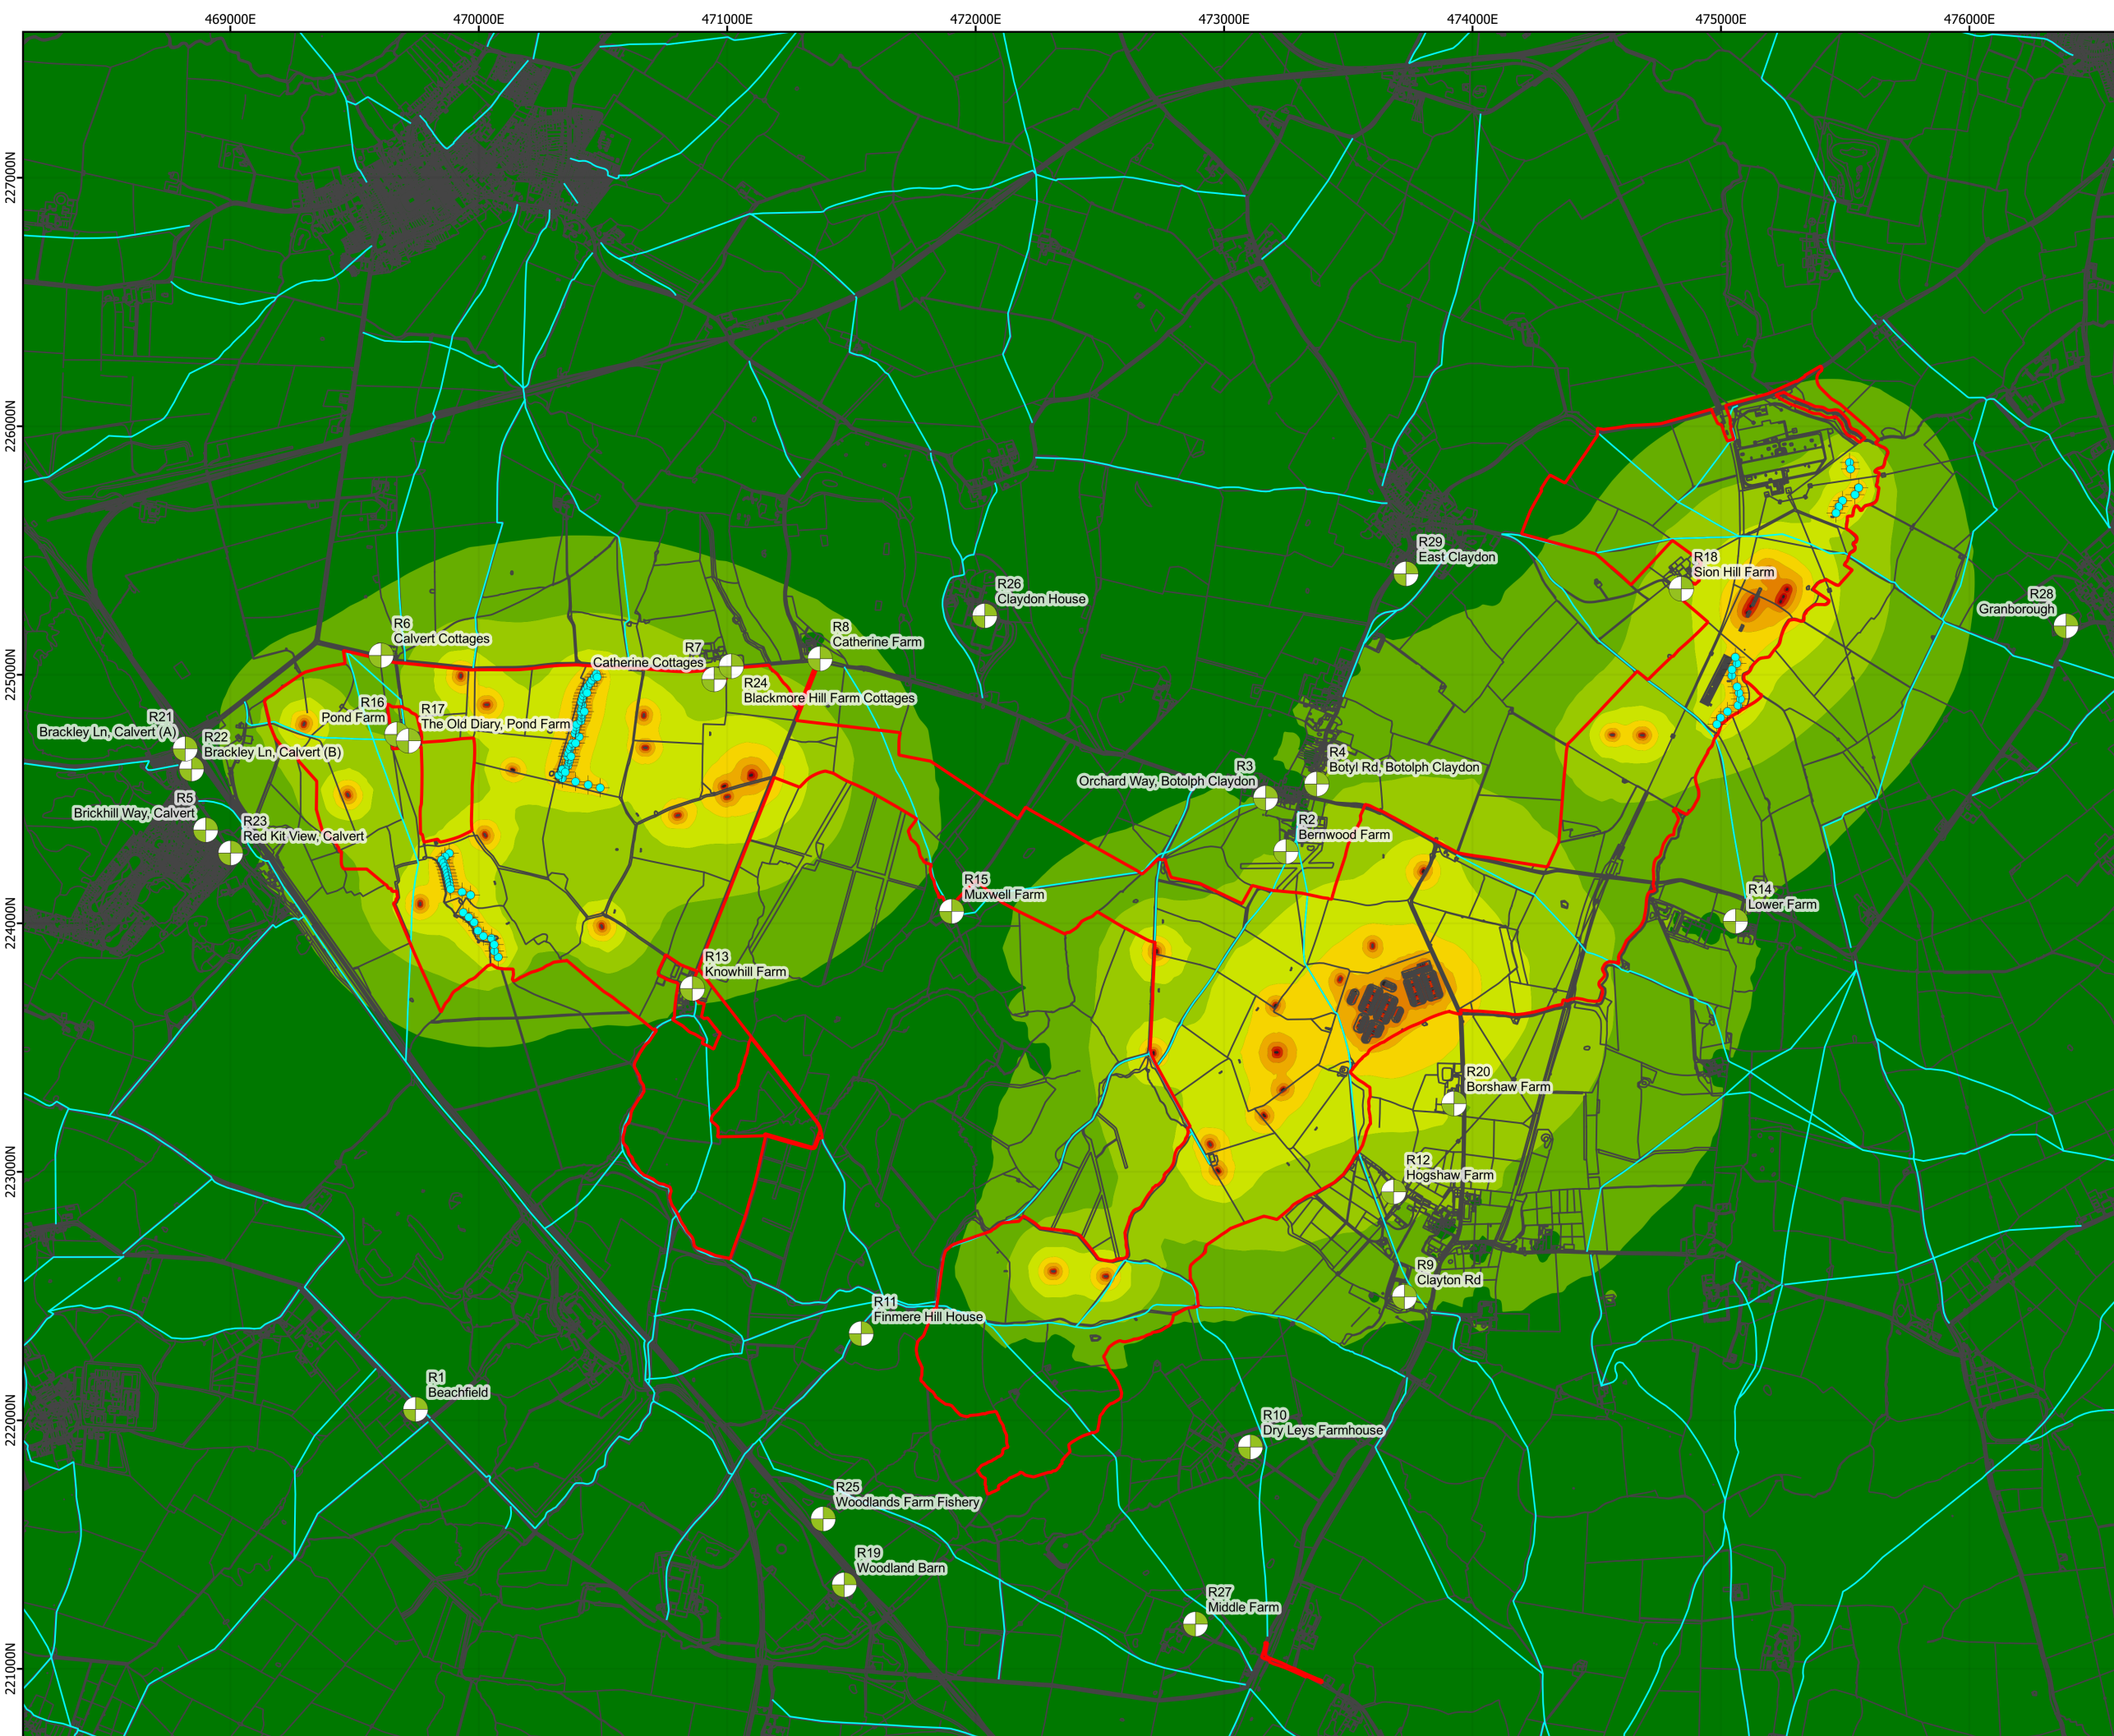 469000E
470000E
471000E
472000E
473000E
474000E
475000E
476000E
227000N
226000N
225000N
224000N
223000N
222000N
221000N
R29
East Claydon
R18
Sion Hill Farm
R26
Claydon House
R28
Granborough
R6
Calvert Cottages
R8
Catherine Farm
R7
Catherine Cottages
R24
Blackmore Hill Farm Cottages
R16
Pond Farm
R17
The Old Diary, Pond Farm
R21
Brackley Ln, Calvert (A)
R22
Brackley Ln, Calvert (B)
R4
Botyl Rd, Botolph Claydon
R3
Orchard Way, Botolph Claydon
R5
Brickhill Way, Calvert
R23
Red Kit View, Calvert
R2
Bernwood Farm
R15
Muxwell Farm
R14
Lower Farm
R13
Knowhill Farm
R20
Borshaw Farm
R12
Hogshaw Farm
R9
Clayton Rd
R11
Finmere Hill House
R1
Beachfield
R10
Dry Leys Farmhouse
R25
Woodlands Farm Fishery
R19
Woodland Barn
R27
Middle Farm